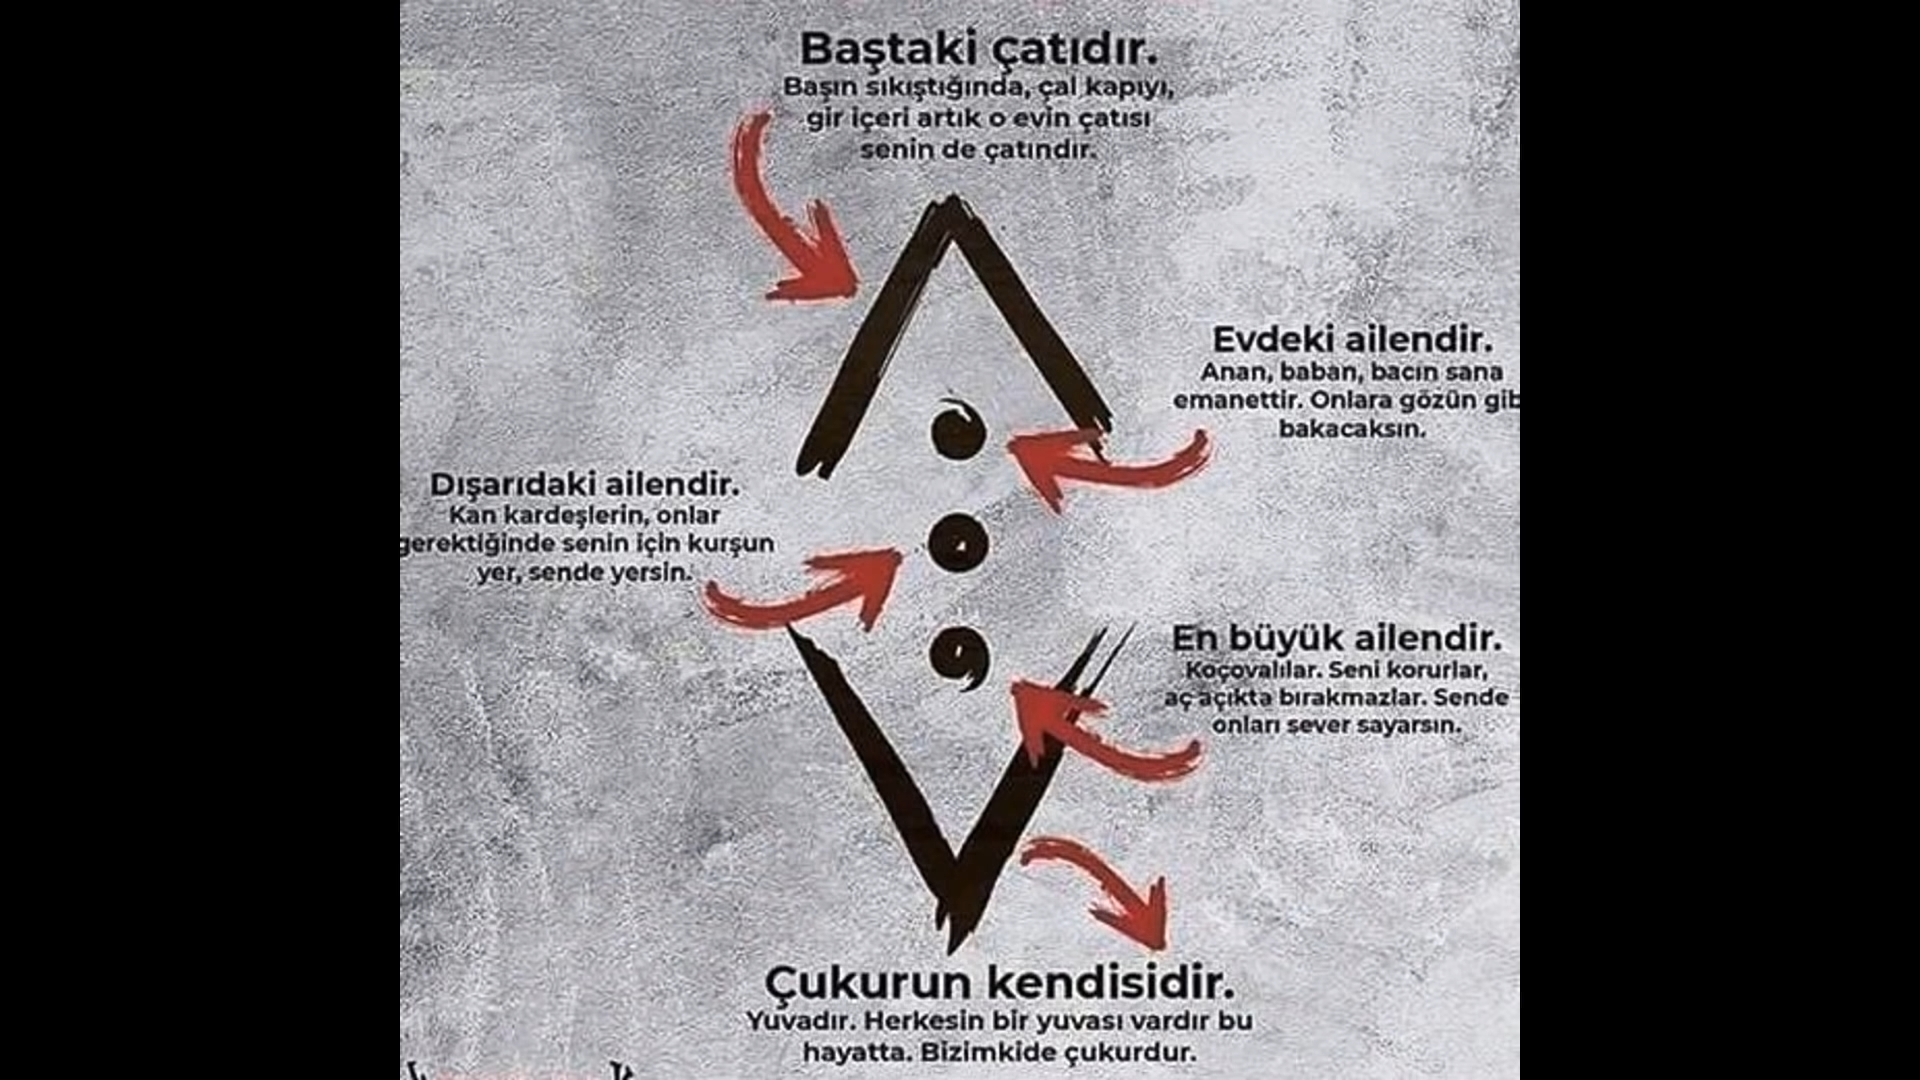 Baştaki çatıdır.
Başın sıkıştığında, çal kapıyı,
gir içeri artık o evin çatısı
senin de çatındır.
Evdeki ailendir.
Anan, baban, bacın sana
emanettir. Onlara gözün gib
bakacaksın.
Dışarıdaki ailendir.
Kan kardeşlerin, onlar
gerektiğinde senin için kurşun
yer, sende yersin.
En büyük ailendir.
Koçovalılar. Seni korurlar,
aç açıkta bırakmazlar. Sende
onları sever sayarsın.
Çukurun kendisidir.
Yuvadır. Herkesin bir yuvası vardır bu
hayatta. Bizimkide çukurdur.